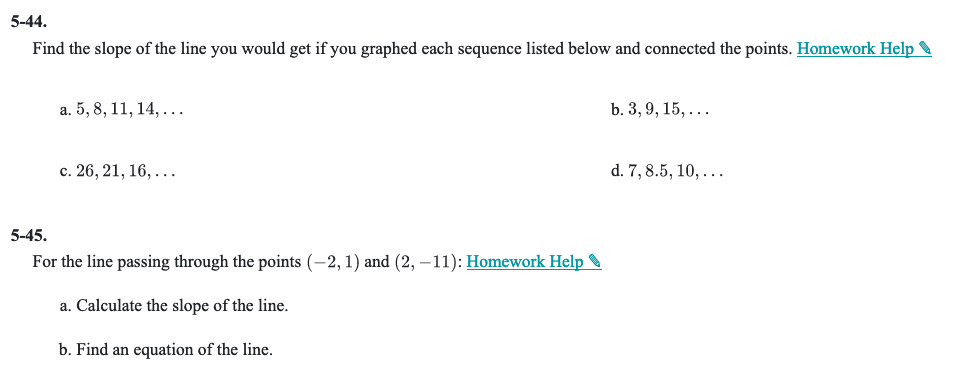 5-44.
Find the slope of the line you would get if you graphed each sequence listed below and connected the points. Homework Help ✎
a. 5, 8, 11, 14, . . .
b. 3, 9, 15, . . .
c. 26, 21, 16, . . .
d. 7, 8.5, 10, . . .
5-45.
For the line passing through the points (−2, 1) and (2, −11): Homework Help ✎
a. Calculate the slope of the line.
b. Find an equation of the line.